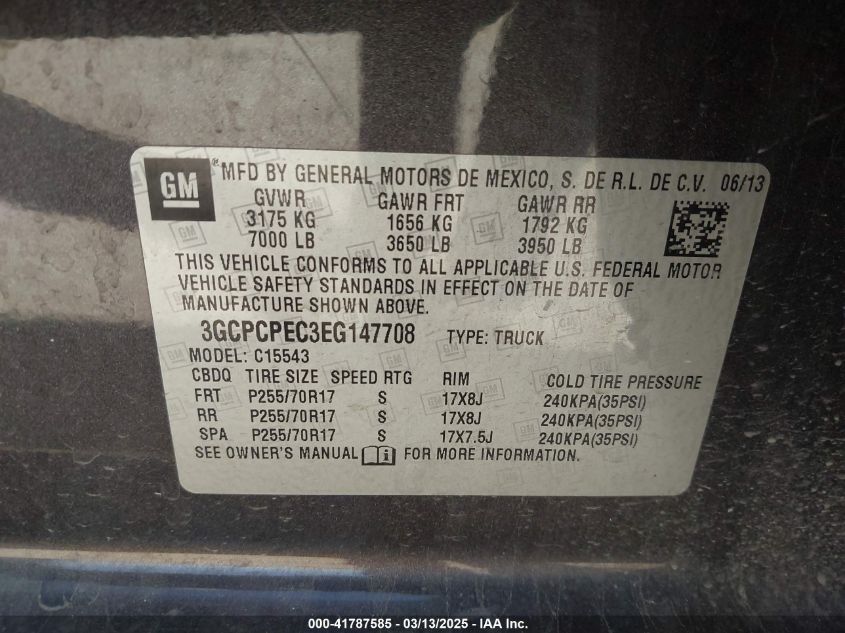 GM ® MFD BY GENERAL MOTORS DE MEXICO, S. DE R.L. DE C.V. 06/13
GVWR GAWR FRT GAWR RR
3175 KG 1656 KG 1792 KG
7000 LB 3650 LB 3950 LB
THIS VEHICLE CONFORMS TO ALL APPLICABLE U.S. FEDERAL MOTOR
VEHICLE SAFETY STANDARDS IN EFFECT ON THE DATE OF
MANUFACTURE SHOWN ABOVE.
3GCPCPEC3EG147708 TYPE: TRUCK
MODEL: C15543
CBDQ TIRE SIZE SPEED RTG RIM COLD TIRE PRESSURE
FRT P255/70R17 S 17X8J 240KPA(35PSI)
RR P255/70R17 S 17X8J 240KPA(35PSI)
SPA P255/70R17 S 17X7.5J 240KPA(35PSI)
SEE OWNER'S MANUAL FOR MORE INFORMATION.
000-41787585 - 03/13/2025 - IAA Inc.